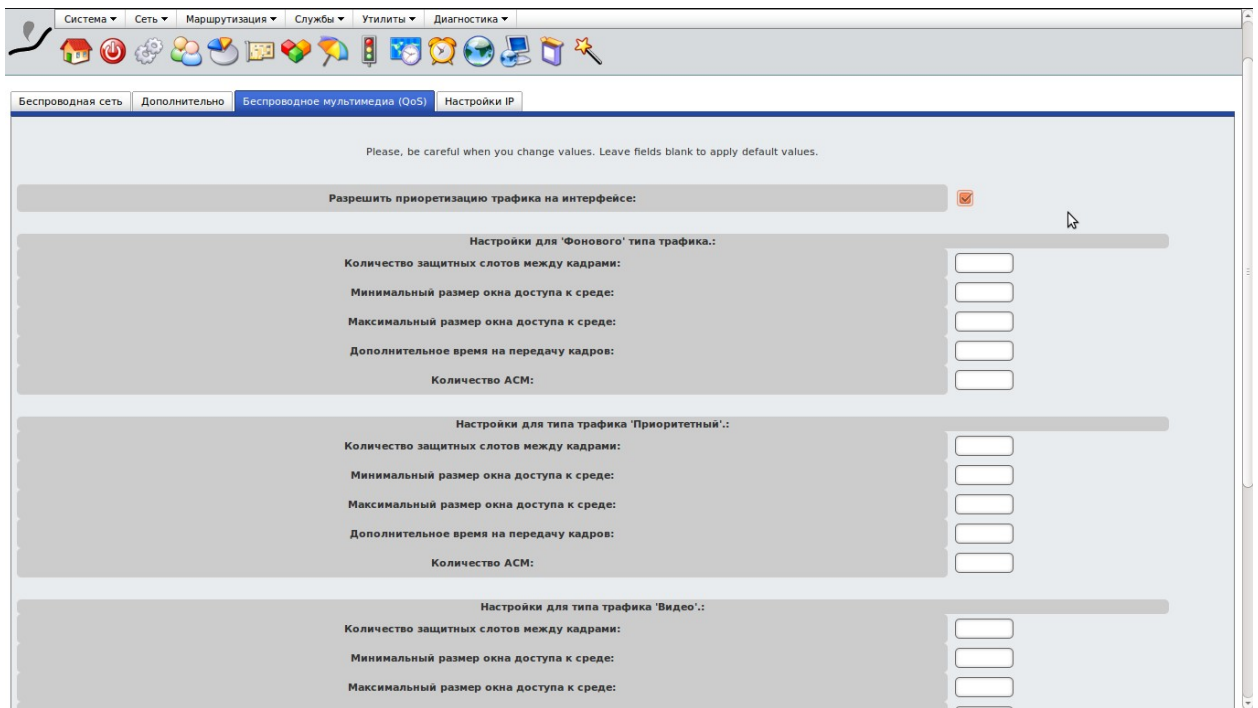 Система Сеть Маршрутизация Службы Утилиты Диагностика
Беспроводная сеть Дополнительно Беспроводное мультимедиа (QoS) Настройки IP
Please, be careful when you change values. Leave fields blank to apply default values.
Разрешить приоретизацию трафика на интерфейсе:
Настройки для 'Фонового' типа трафика.:
Количество защитных слотов между кадрами:
Минимальный размер окна доступа к среде:
Максимальный размер окна доступа к среде:
Дополнительное время на передачу кадров:
Количество ACM:
Настройки для типа трафика 'Приоритетный'.:
Количество защитных слотов между кадрами:
Минимальный размер окна доступа к среде:
Максимальный размер окна доступа к среде:
Дополнительное время на передачу кадров:
Количество ACM:
Настройки для типа трафика 'Видео'.:
Количество защитных слотов между кадрами:
Минимальный размер окна доступа к среде:
Максимальный размер окна доступа к среде: